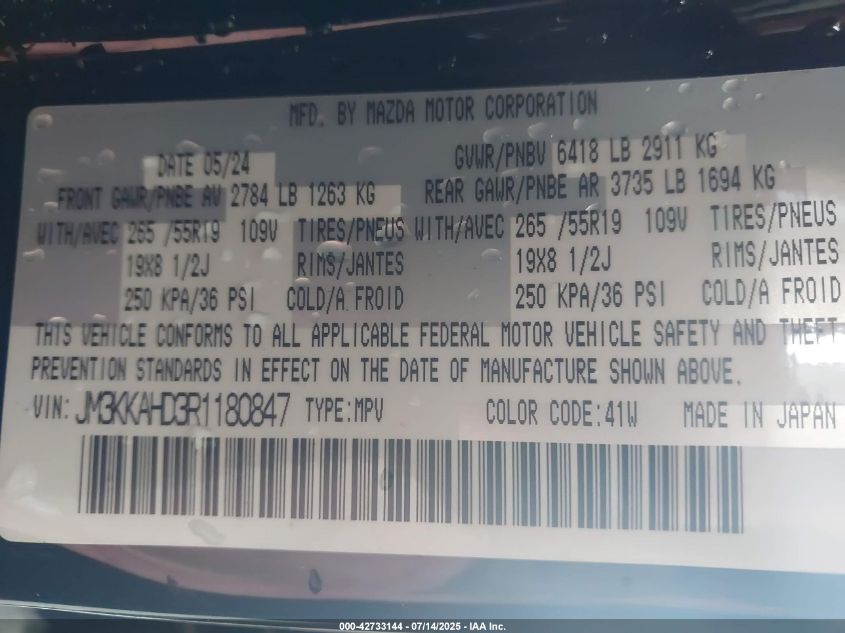 MFD. BY MAZDA MOTOR CORPORATION
DATE 05/24 GVWR/PNBV 6418 LB 2911 KG
FRONT GAWR/PNBE AV 2784 LB 1263 KG REAR GAWR/PNBE AR 3735 LB 1694 KG
WITH/AVEC 265 /55R19 109V TIRES/PNEUS WITH/AVEC 265 /55R19 109V TIRES/PNEUS
19X8 1/2J RIMS/JANTES 19X8 1/2J RIMS/JANTES
250 KPA/36 PSI COLD/A FROID 250 KPA/36 PSI COLD/A FROID
THIS VEHICLE CONFORMS TO ALL APPLICABLE FEDERAL MOTOR VEHICLE SAFETY AND THEFT
PREVENTION STANDARDS IN EFFECT ON THE DATE OF MANUFACTURE SHOWN ABOVE.
VIN: JM3KKAHD3R1180847 TYPE:MPV COLOR CODE:41W MADE IN JAPAN
000-42733144 - 07/14/2025 - IAA Inc.